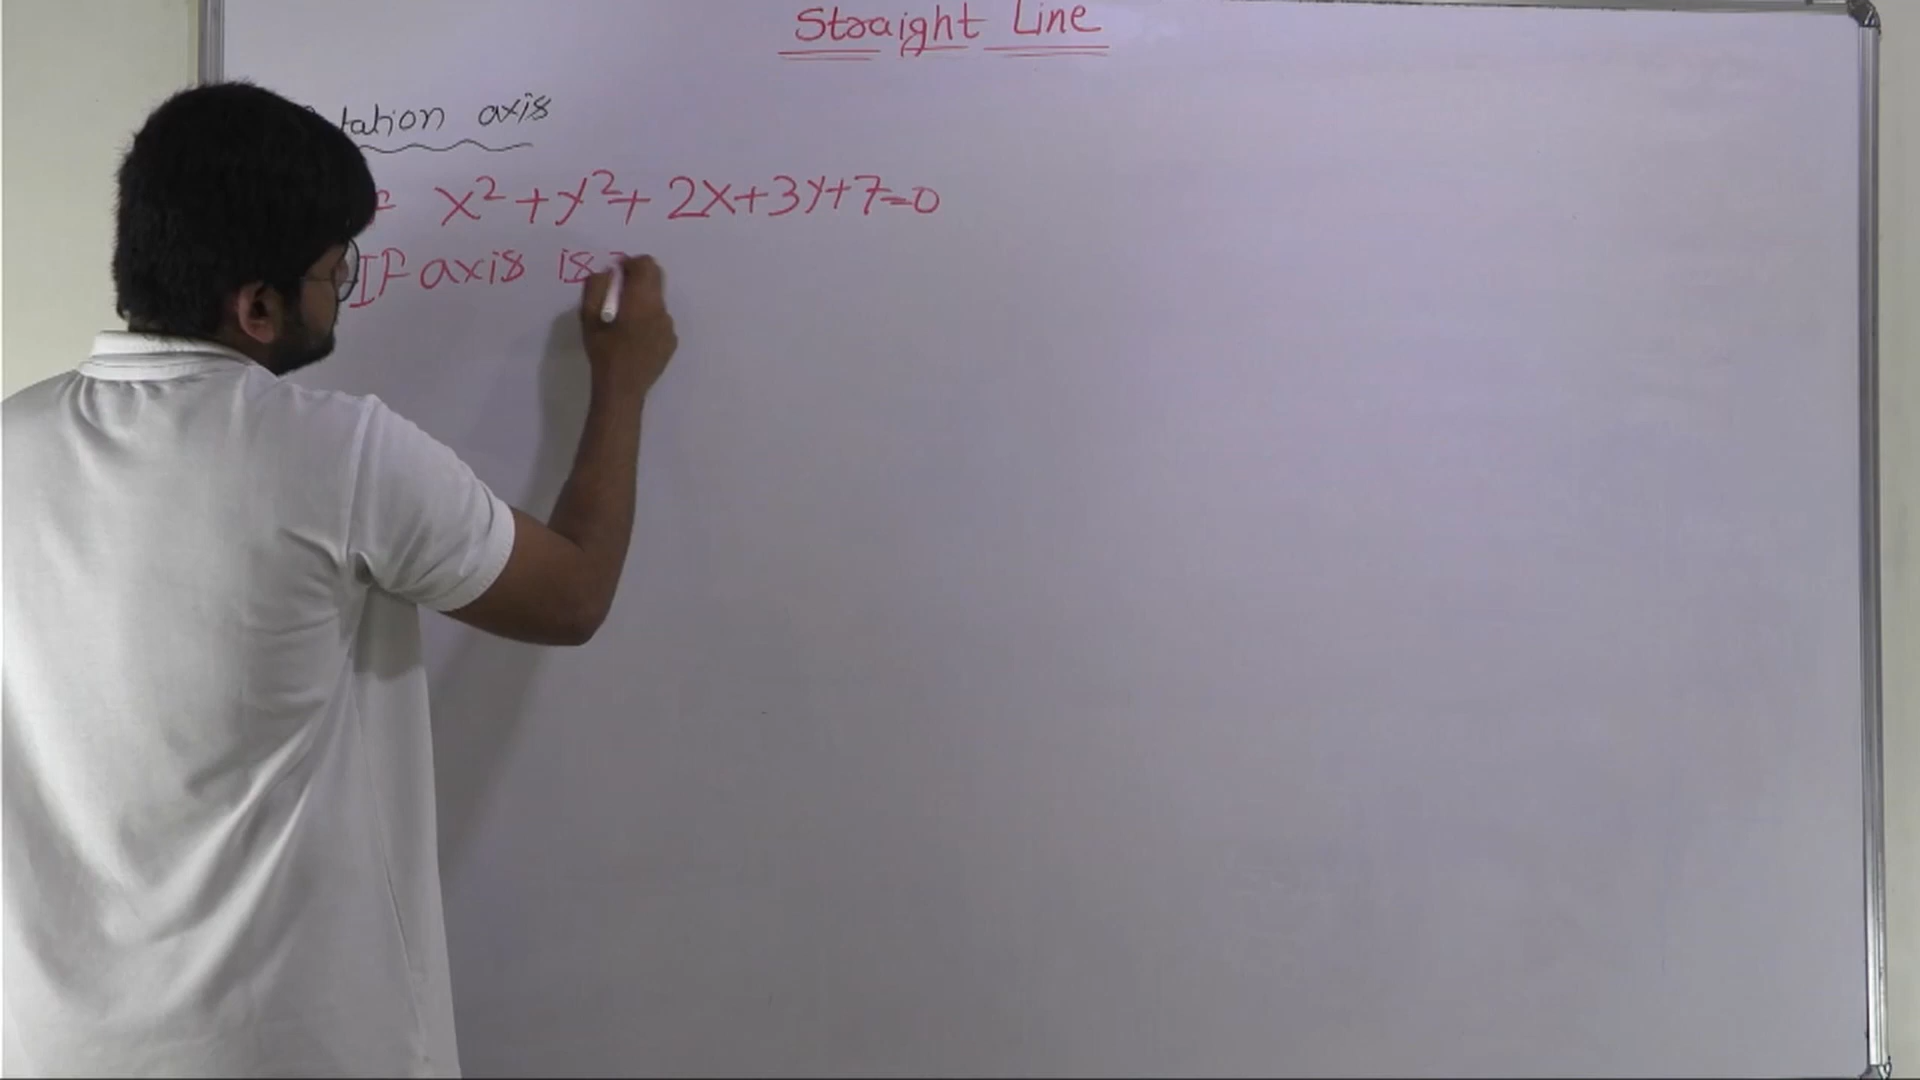 Straight Line
tation axis
x²+y²+ 2x+3y+7=0
If axis is